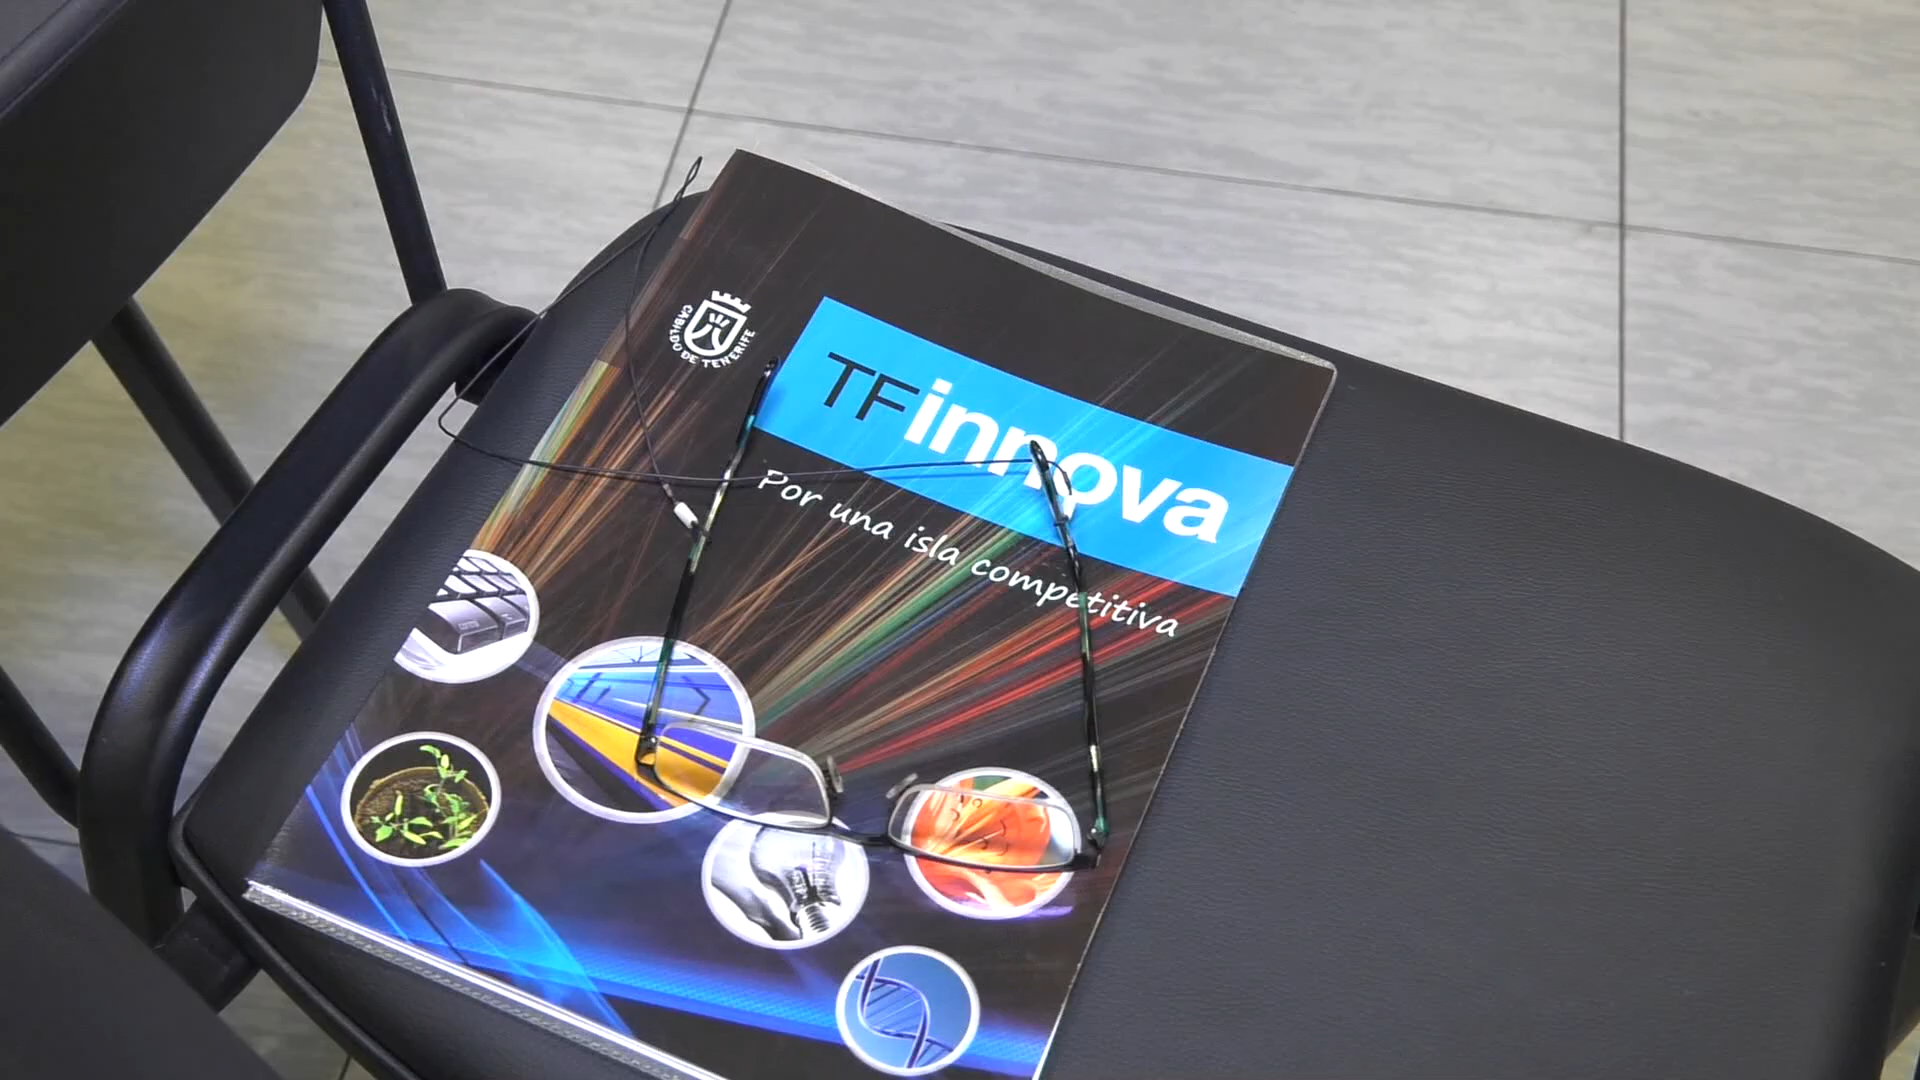 CABILDO DE TENERIFE
TFinnova
Por una isla competitiva